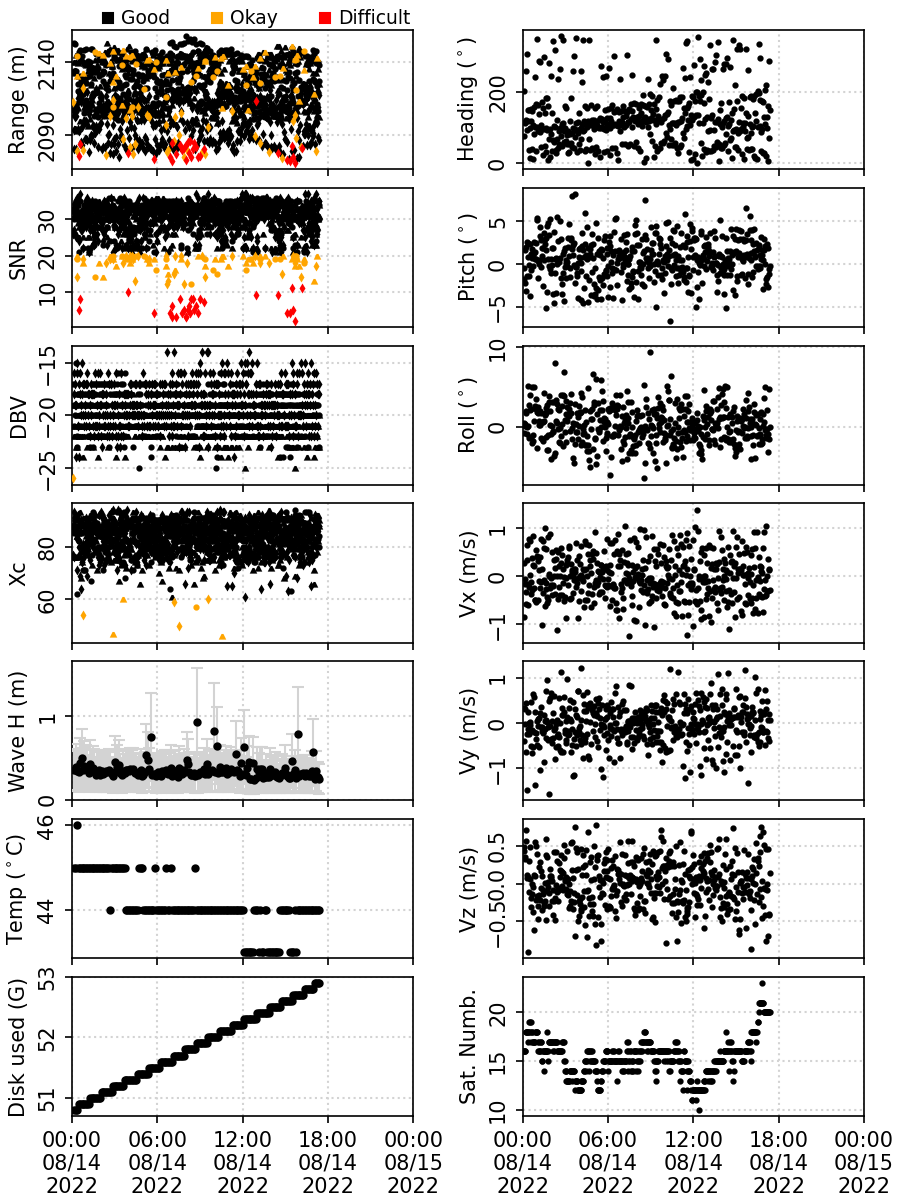 Good Okay Difficult
Range (m)
2140
2090
Heading (°)
200
0
SNR
30
20
10
Pitch (°)
5
0
−5
DBV
−15
−20
−25
Roll (°)
10
0
Xc
80
60
Vx (m/s)
1
0
−1
Wave H (m)
1
0
Vy (m/s)
1
0
−1
Temp (°C)
46
44
Vz (m/s)
0.5
0.0
−0.5
Disk used (G)
53
52
51
Sat. Numb.
20
15
10
00:00 06:00 12:00 18:00 00:00
08/14 08/14 08/14 08/14 08/15
2022 2022 2022 2022 2022
00:00 06:00 12:00 18:00 00:00
08/14 08/14 08/14 08/14 08/15
2022 2022 2022 2022 2022